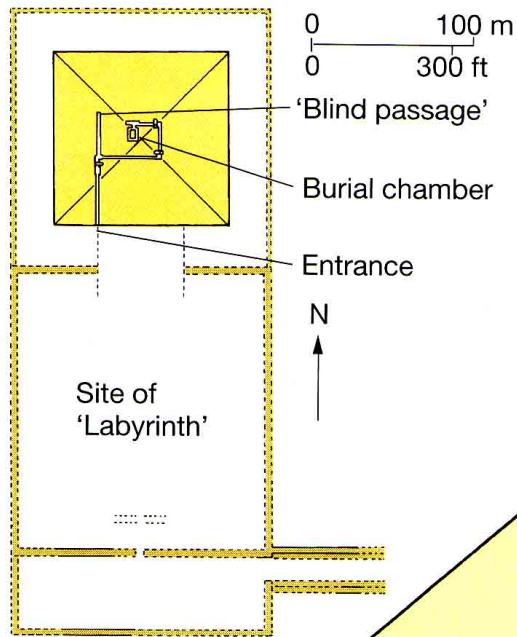 0 100 m
0 300 ft
‘Blind passage’
Burial chamber
Entrance
N
Site of
‘Labyrinth’